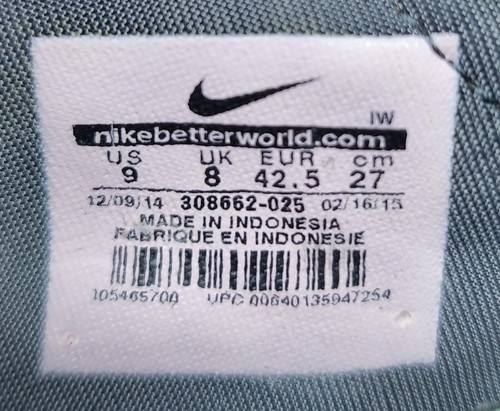 IW
nikebetterworld.com
US UK EUR cm
9 8 42.5 27
12/09/14 308662-025 02/16/15
MADE IN INDONESIA
FABRIQUE EN INDONESIE
105465700 UPC 00640135947254